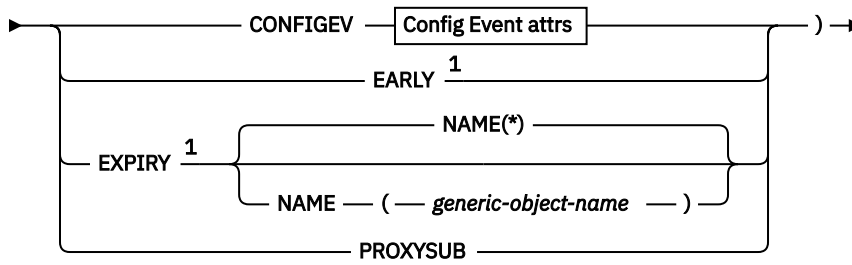 CONFIGEV Config Event attrs )
EARLY 1
NAME(*)
EXPIRY 1
NAME ( generic-object-name )
PROXYSUB